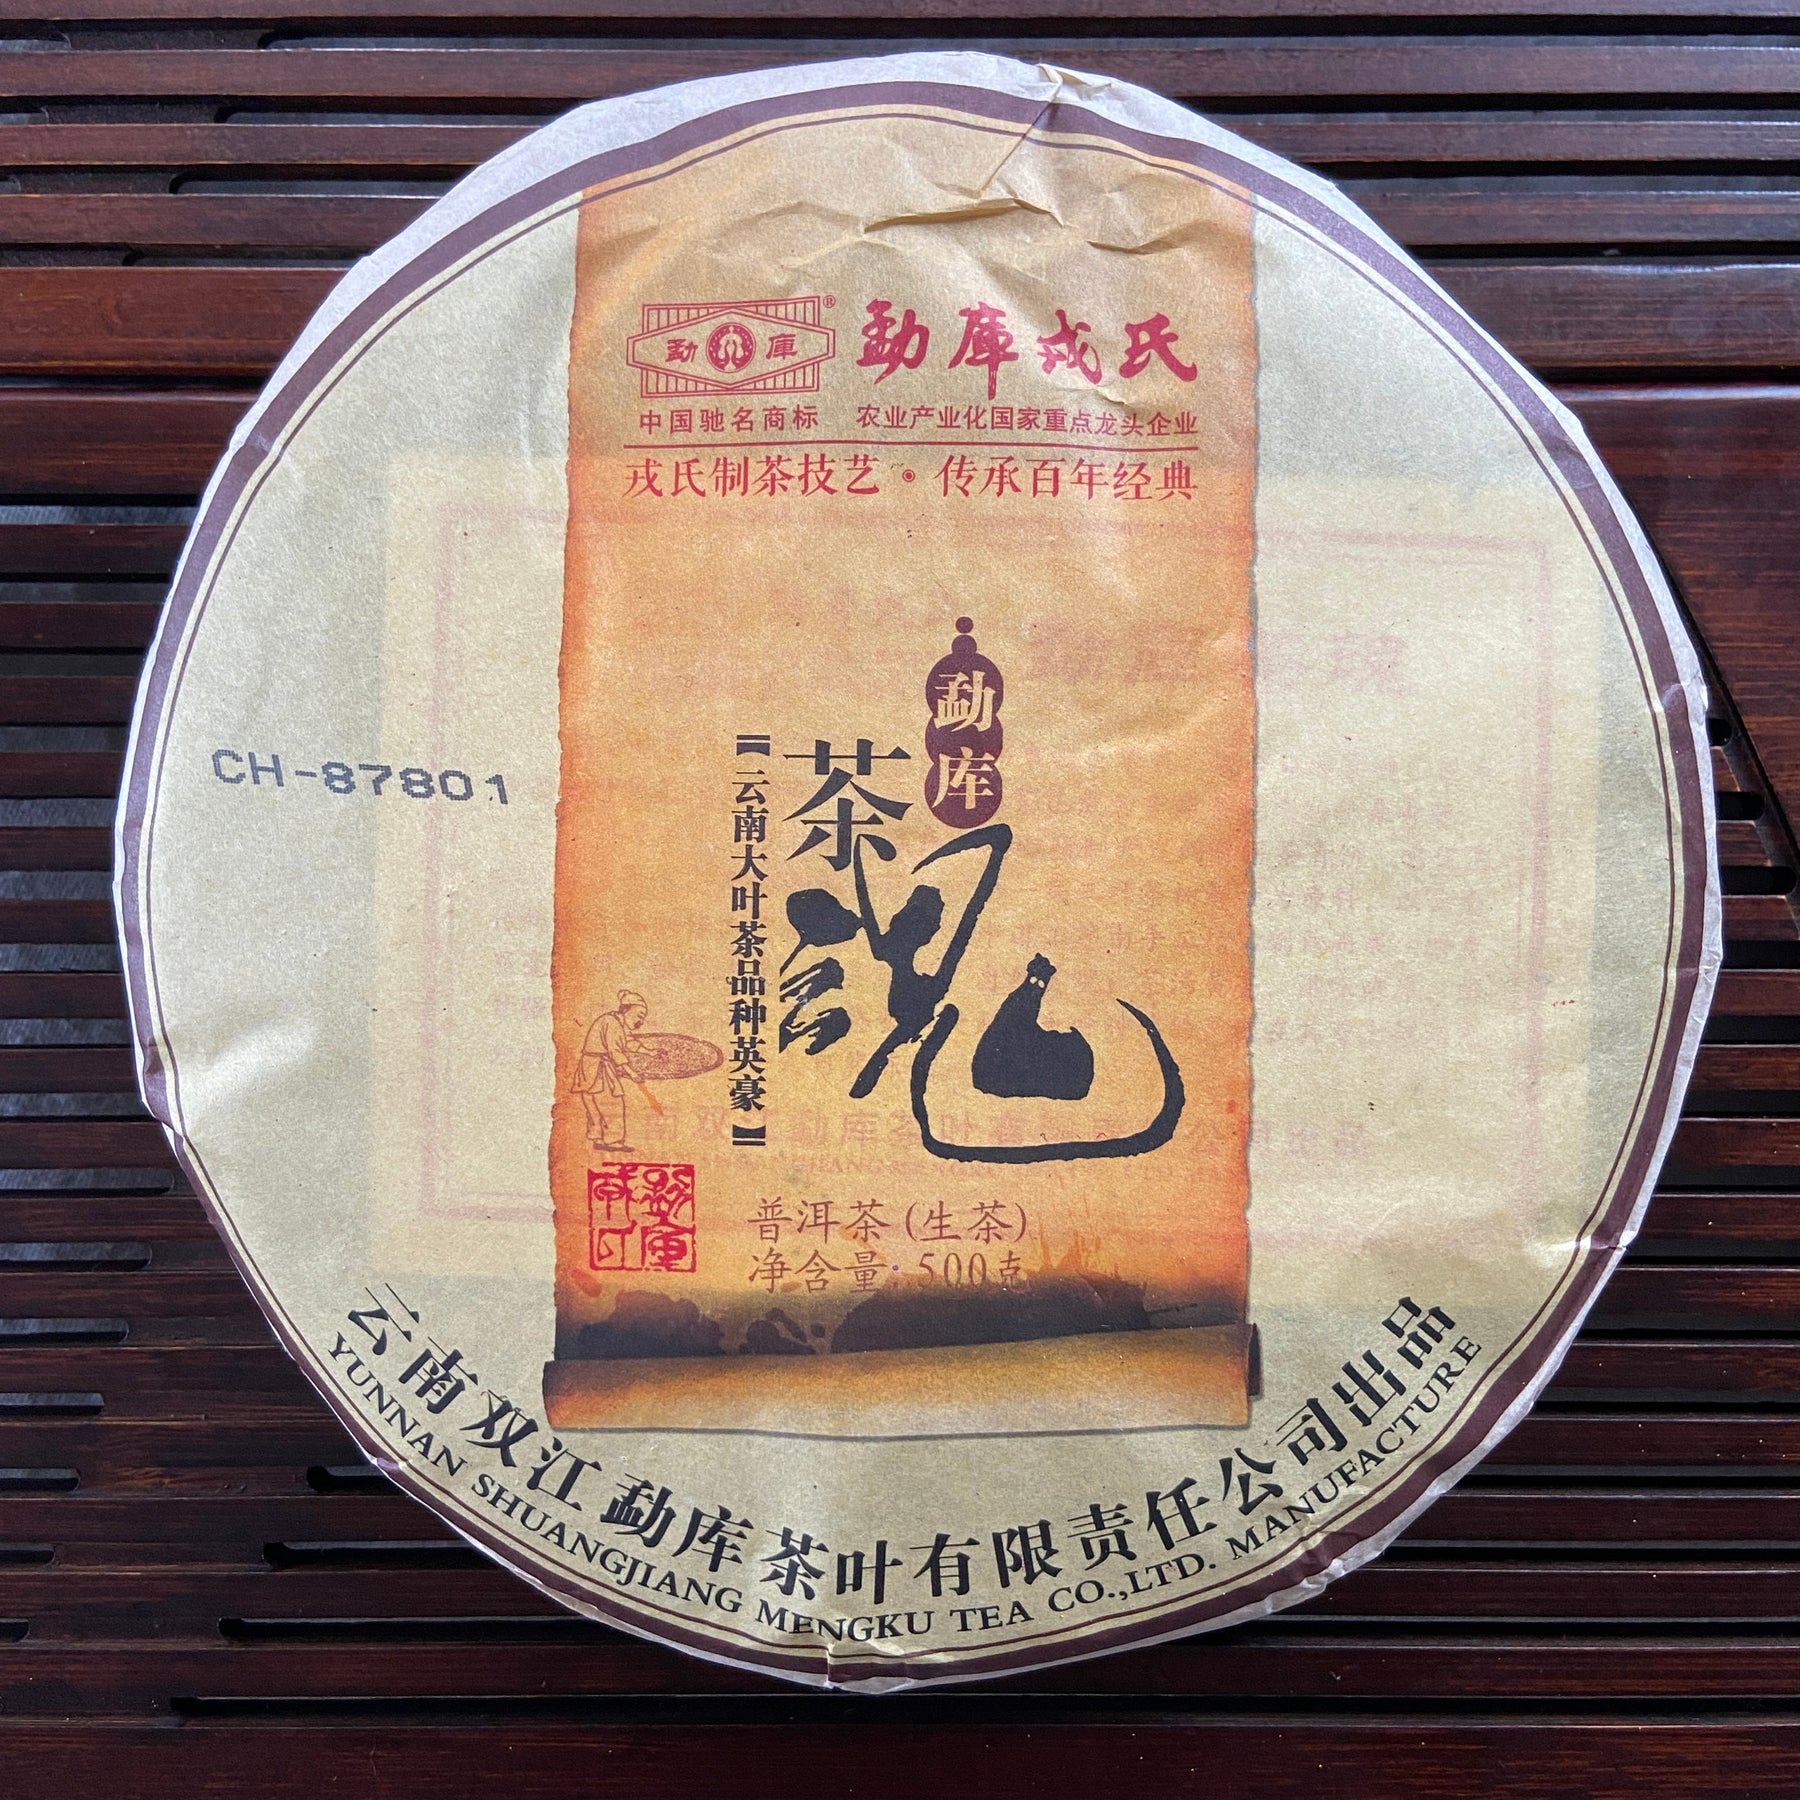 勐 庫 ®
勐库戎氏
中国驰名商标
农业产业化国家重点龙头企业
戎氏制茶技艺·传承百年经典
勐库
茶魂
【云南大叶茶品种英豪】
CH-87801
普洱茶(生茶)
净含量:500克
云南双江勐库茶叶有限责任公司出品
YUNNAN SHUANGJIANG MENGKU TEA CO.,LTD. MANUFACTURE